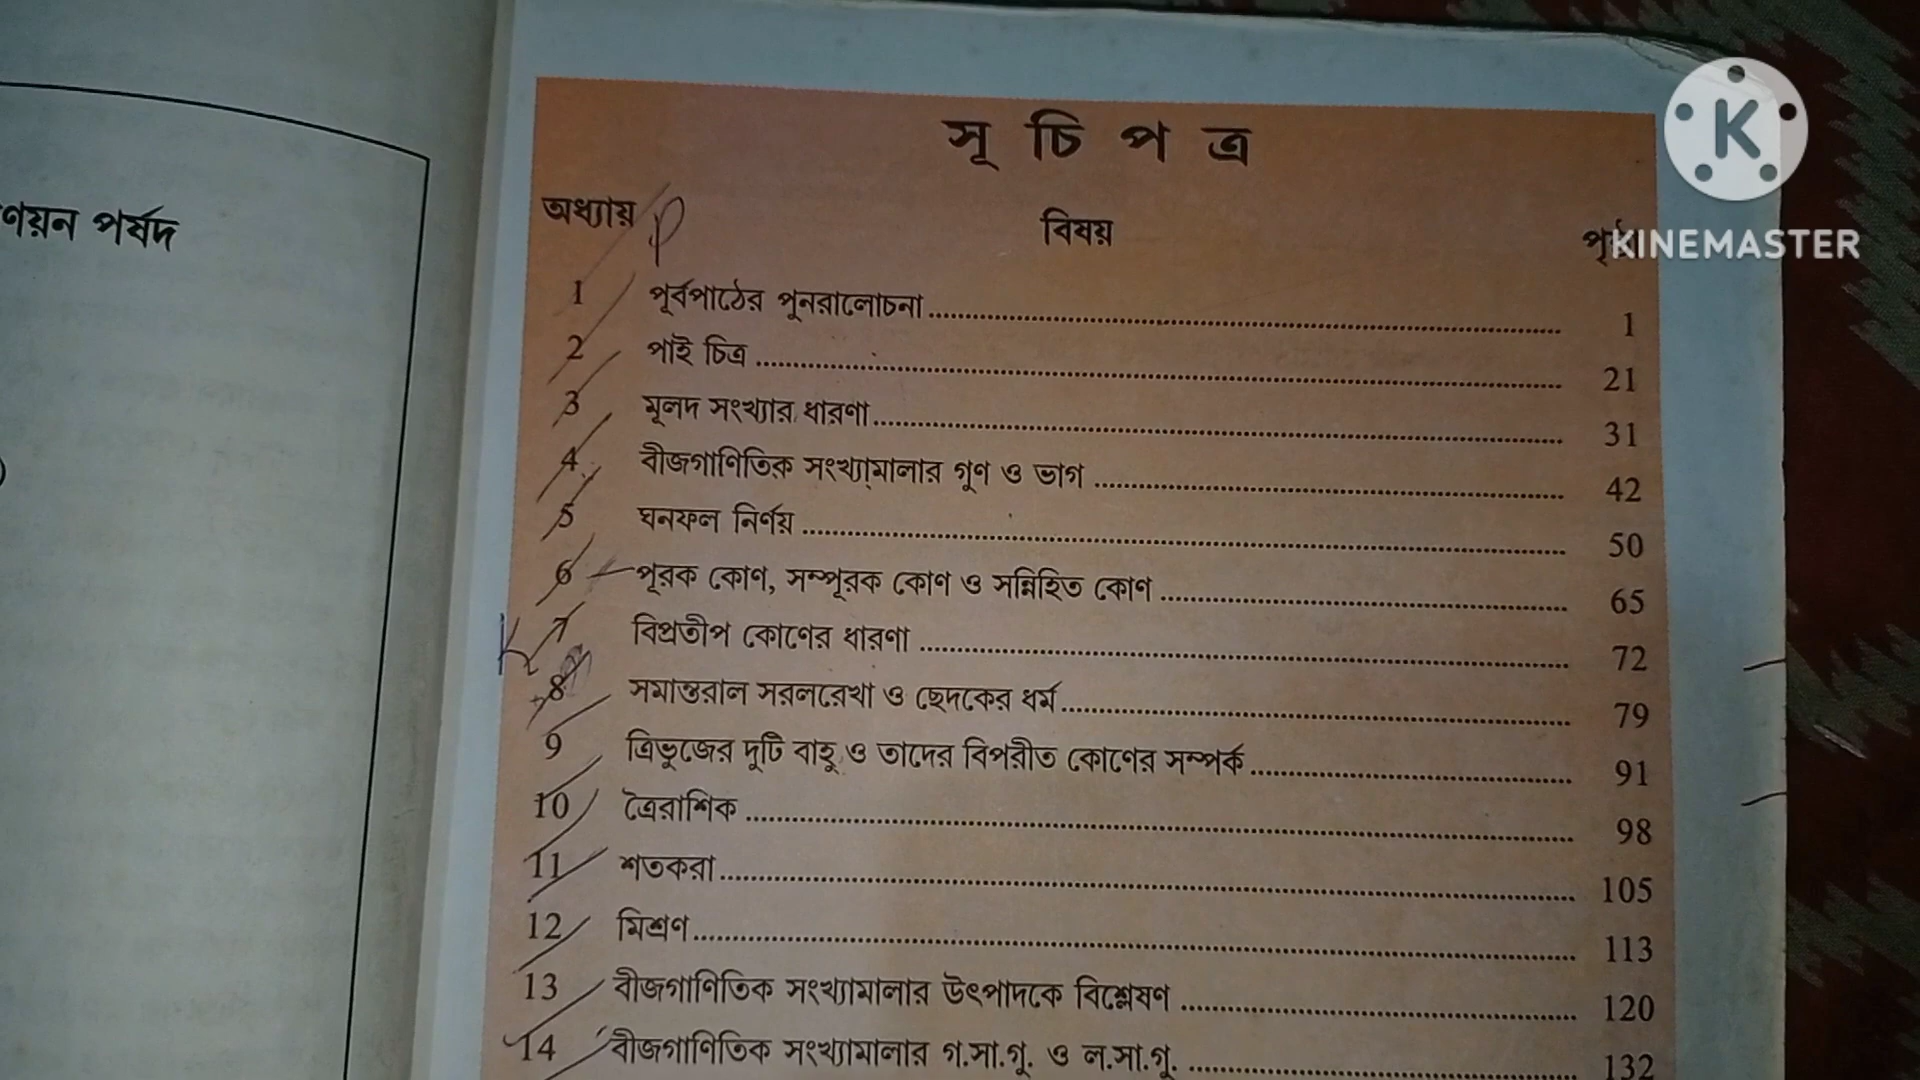 ণয়ন পর্ষদ
সূচিপত্র
অধ্যায় বিষয়
1 পূর্বপাঠের পুনরালোচনা 1
2 পাই চিত্র 21
3 মূলদ সংখ্যার ধারণা 31
4 বীজগাণিতিক সংখ্যামালার গুণ ও ভাগ 42
5 ঘনফল নির্ণয় 50
6 পূরক কোণ, সম্পূরক কোণ ও সন্নিহিত কোণ 65
7 বিপ্রতীপ কোণের ধারণা 72
8 সমান্তরাল সরলরেখা ও ছেদকের ধর্ম 79
9 ত্রিভুজের দুটি বাহু ও তাদের বিপরীত কোণের সম্পর্ক 91
10 ত্রৈরাশিক 98
11 শতকরা 105
12 মিশ্রণ 113
13 বীজগাণিতিক সংখ্যামালার উৎপাদকে বিশ্লেষণ 120
14 বীজগাণিতিক সংখ্যামালার গ.সা.গু. ও ল.সা.গু. 132
K
KINEMASTER